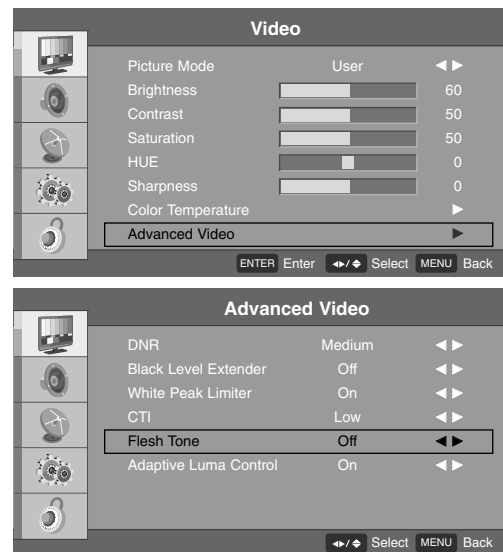 Video
Picture Mode User
Brightness 60
Contrast 50
Saturation 50
HUE 0
Sharpness 0
Color Temperature
Advanced Video
ENTER Enter Select MENU Back
Advanced Video
DNR Medium
Black Level Extender Off
White Peak Limiter On
CTI Low
Flesh Tone Off
Adaptive Luma Control On
Select MENU Back